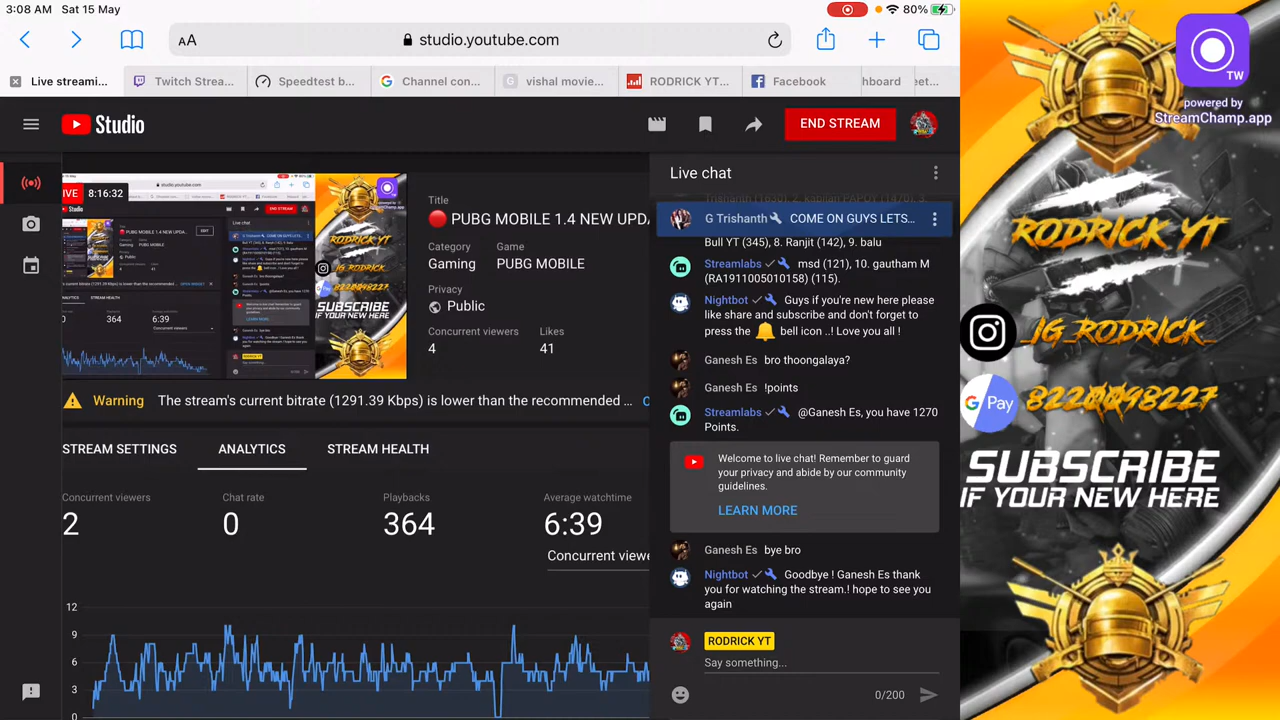 3:08 AM Sat 15 May
80%
AA
studio.youtube.com
Live streami...
Twitch Strea...
Speedtest b...
Channel con...
vishal movie...
RODRICK YT...
Facebook
hboard
eet...
Studio
END STREAM
TW
powered by
StreamChamp.app
8:16:32
Title
PUBG MOBILE 1.4 NEW UPDA
Category
Game
Gaming
PUBG MOBILE
Privacy
Public
Concurrent viewers
Likes
4
41
Warning
The stream's current bitrate (1291.39 Kbps) is lower than the recommended ...
STREAM SETTINGS
ANALYTICS
STREAM HEALTH
Concurrent viewers
Chat rate
Playbacks
Average watchtime
2
0
364
6:39
Concurrent viewe
12
9
6
3
0
Live chat
G Trishanth
COME ON GUYS LETS...
Bull YT (345), 8. Ranjit (142), 9. balu
Streamlabs
msd (121), 10. gautham M
(RA1911005010158) (115).
Nightbot
Guys if you're new here please
like share and subscribe and don't forget to
press the
bell icon ..! Love you all !
Ganesh Es bro thoongalaya?
Ganesh Es !points
Streamlabs
@Ganesh Es, you have 1270
Points.
Welcome to live chat! Remember to guard
your privacy and abide by our community
guidelines.
LEARN MORE
Ganesh Es bye bro
Nightbot
Goodbye ! Ganesh Es thank
you for watching the stream.! hope to see you
again
RODRICK YT
Say something...
0/200
RODRICK YT
_IG_RODRICK_
G Pay
8220098227
SUBSCRIBE
IF YOUR NEW HERE